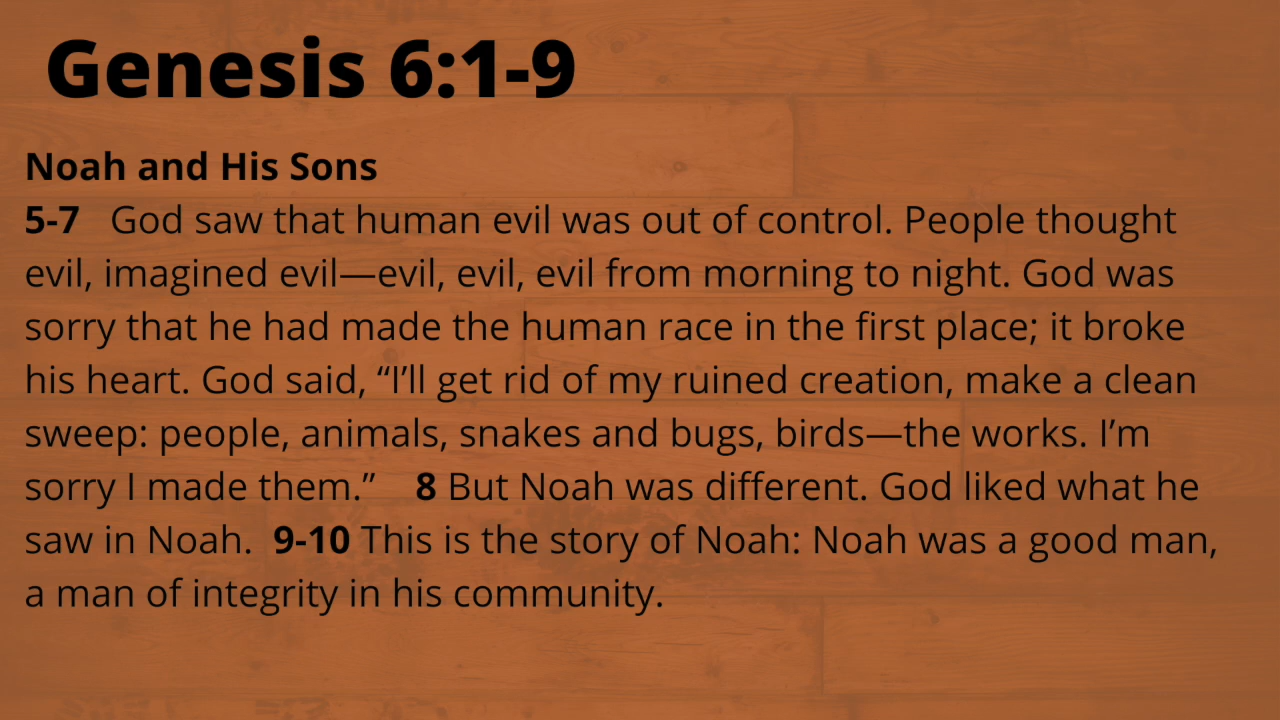 Genesis 6:1-9
Noah and His Sons
5-7 God saw that human evil was out of control. People thought
evil, imagined evil—evil, evil, evil from morning to night. God was
sorry that he had made the human race in the first place; it broke
his heart. God said, “I’ll get rid of my ruined creation, make a clean
sweep: people, animals, snakes and bugs, birds—the works. I’m
sorry I made them.” 8 But Noah was different. God liked what he
saw in Noah. 9-10 This is the story of Noah: Noah was a good man,
a man of integrity in his community.